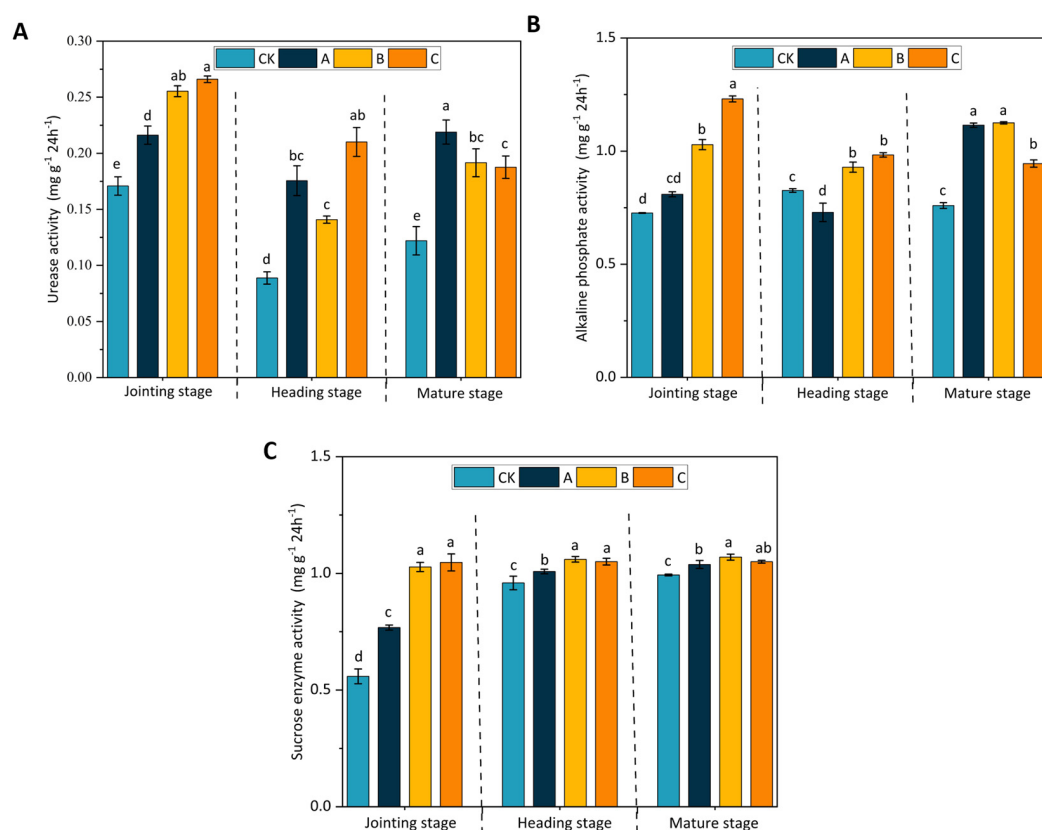 A
Urease activity (mg g⁻¹ 24h⁻¹)
0.30
0.25
0.20
0.15
0.10
0.05
0.00
CK A B C
e d ab a
d bc c ab
e a bc c
Jointing stage Heading stage Mature stage
B
Alkaline phosphate activity (mg g⁻¹ 24h⁻¹)
1.5
1.0
0.5
0.0
CK A B C
d cd b a
c d b b
c a a b
Jointing stage Heading stage Mature stage
C
Sucrose enzyme activity (mg g⁻¹ 24h⁻¹)
1.5
1.0
0.5
0.0
CK A B C
d c a a
c b a a
c b a ab
Jointing stage Heading stage Mature stage